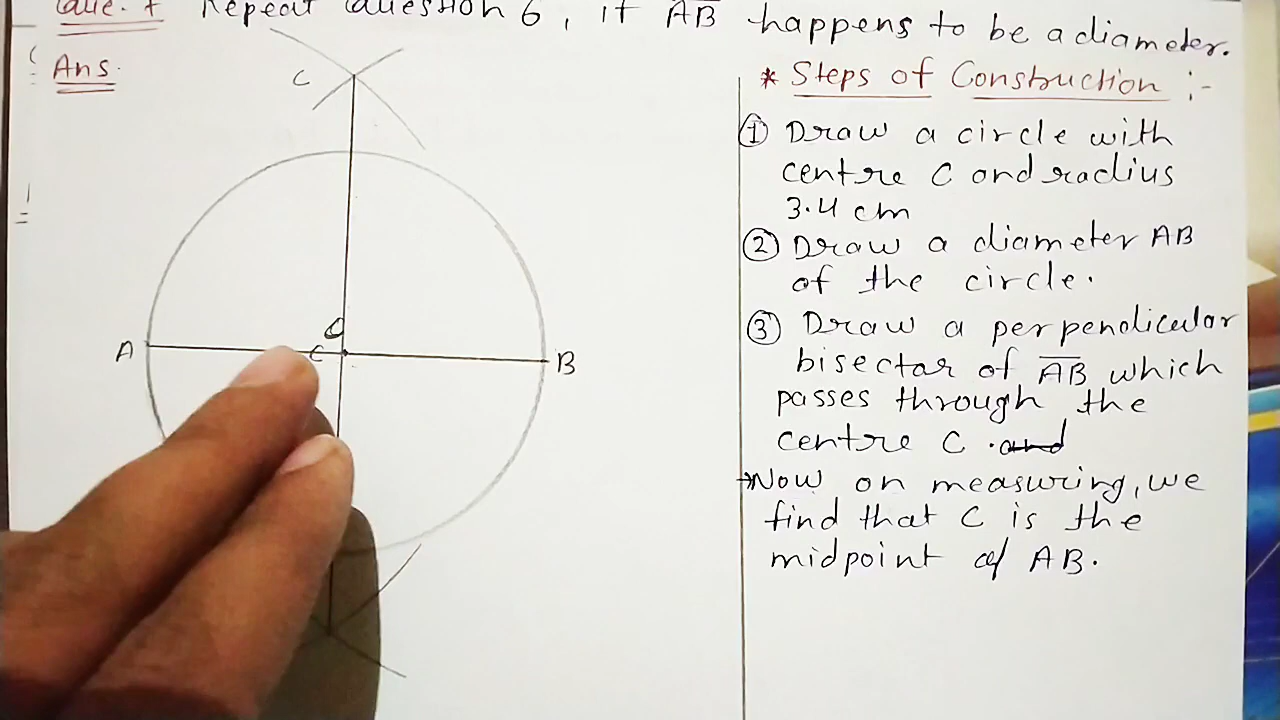 Que. 7 Repeat Question 6, if AB happens to be a diameter.
Ans.
C
A
C
B
* Steps of Construction :-
① Draw a circle with
centre C and radius
3.4 cm
② Draw a diameter AB
of the circle.
③ Draw a perpendicular
bisector of AB which
passes through the
centre C . and
→ Now on measuring, we
find that C is the
midpoint of AB.